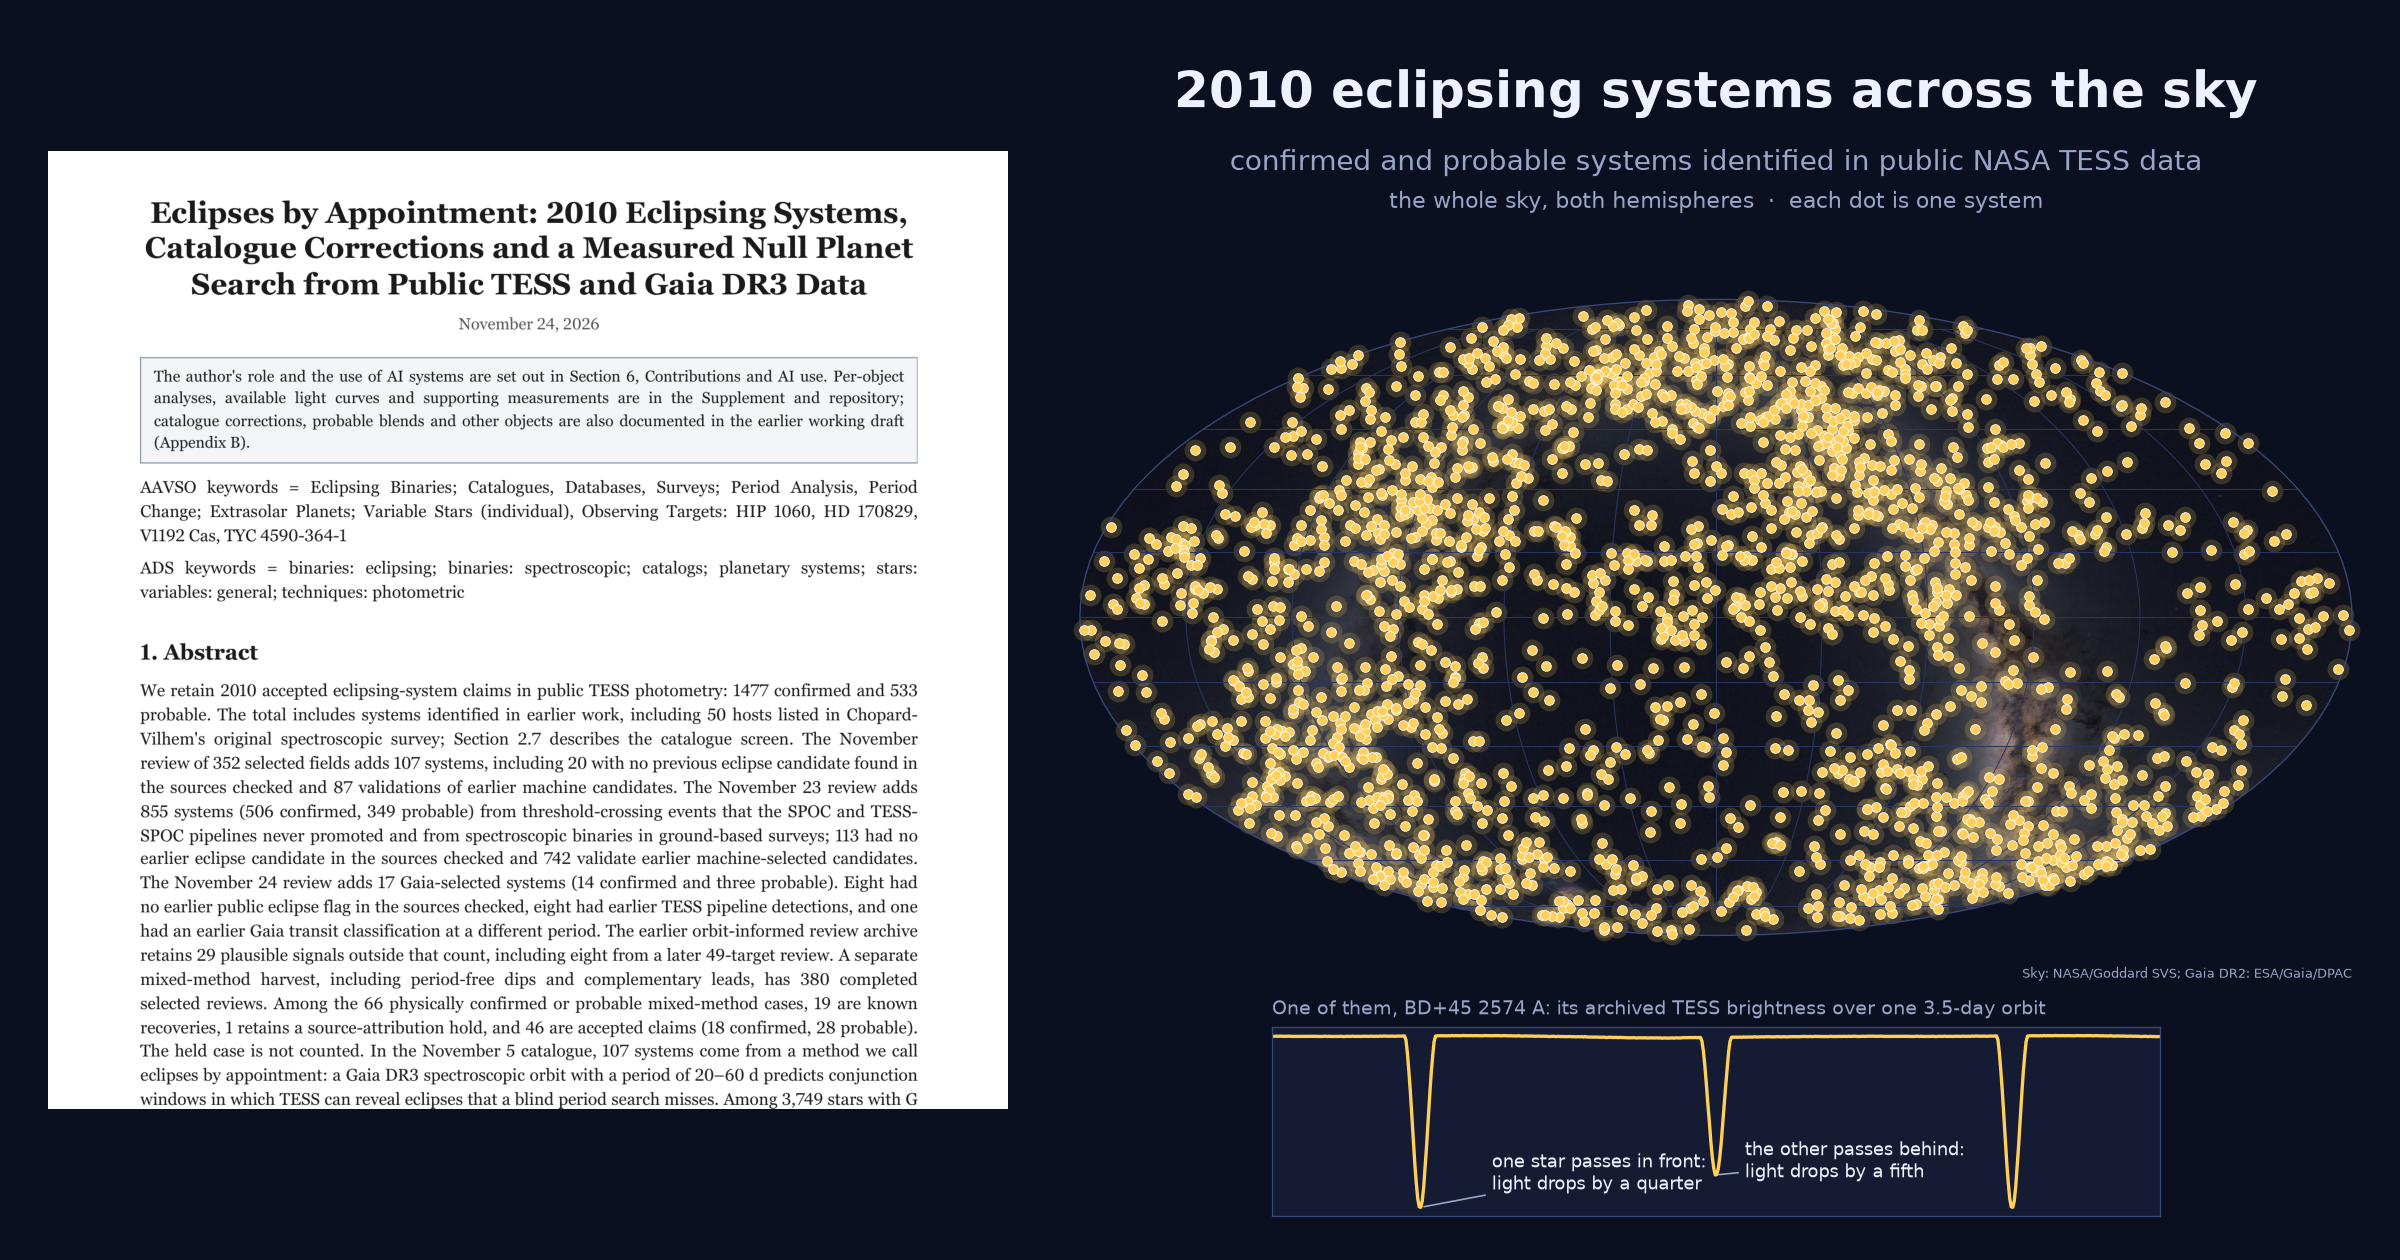 Eclipses by Appointment: 2010 Eclipsing Systems,
Catalogue Corrections and a Measured Null Planet
Search from Public TESS and Gaia DR3 Data
November 24, 2026
The author's role and the use of AI systems are set out in Section 6, Contributions and AI use. Per-object
analyses, available light curves and supporting measurements are in the Supplement and repository;
catalogue corrections, probable blends and other objects are also documented in the earlier working draft
(Appendix B).
AAVSO keywords = Eclipsing Binaries; Catalogues, Databases, Surveys; Period Analysis, Period
Change; Extrasolar Planets; Variable Stars (individual), Observing Targets: HIP 1060, HD 170829,
V1192 Cas, TYC 4590-364-1
ADS keywords = binaries: eclipsing; binaries: spectroscopic; catalogs; planetary systems; stars:
variables: general; techniques: photometric
1. Abstract
We retain 2010 accepted eclipsing-system claims in public TESS photometry: 1477 confirmed and 533
probable. The total includes systems identified in earlier work, including 50 hosts listed in Chopard-
Vilhem's original spectroscopic survey; Section 2.7 describes the catalogue screen. The November
review of 352 selected fields adds 107 systems, including 20 with no previous eclipse candidate found in
the sources checked and 87 validations of earlier machine candidates. The November 23 review adds
855 systems (506 confirmed, 349 probable) from threshold-crossing events that the SPOC and TESS-
SPOC pipelines never promoted and from spectroscopic binaries in ground-based surveys; 113 had no
earlier eclipse candidate in the sources checked and 742 validate earlier machine-selected candidates.
The November 24 review adds 17 Gaia-selected systems (14 confirmed and three probable). Eight had
no earlier public eclipse flag in the sources checked, eight had earlier TESS pipeline detections, and one
had an earlier Gaia transit classification at a different period. The earlier orbit-informed review archive
retains 29 plausible signals outside that count, including eight from a later 49-target review. A separate
mixed-method harvest, including period-free dips and complementary leads, has 380 completed
selected reviews. Among the 66 physically confirmed or probable mixed-method cases, 19 are known
recoveries, 1 retains a source-attribution hold, and 46 are accepted claims (18 confirmed, 28 probable).
The held case is not counted. In the November 5 catalogue, 107 systems come from a method we call
eclipses by appointment: a Gaia DR3 spectroscopic orbit with a period of 20–60 d predicts conjunction
windows in which TESS can reveal eclipses that a blind period search misses. Among 3,749 stars with G
2010 eclipsing systems across the sky
confirmed and probable systems identified in public NASA TESS data
the whole sky, both hemispheres · each dot is one system
Sky: NASA/Goddard SVS; Gaia DR2: ESA/Gaia/DPAC
One of them, BD+45 2574 A: its archived TESS brightness over one 3.5-day orbit
one star passes in front:
light drops by a quarter
the other passes behind:
light drops by a fifth